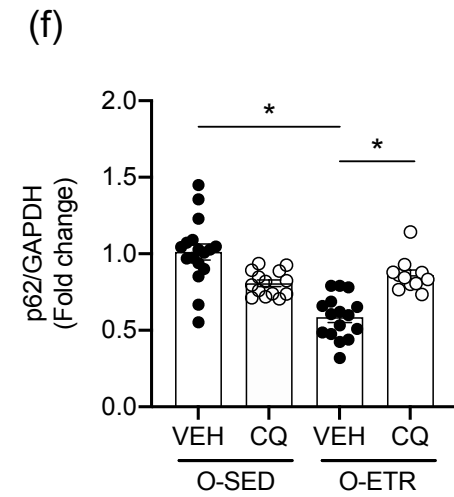 (f)
p62/GAPDH
(Fold change)
2.0
1.5
1.0
0.5
0.0
*
*
VEH CQ VEH CQ
O-SED O-ETR